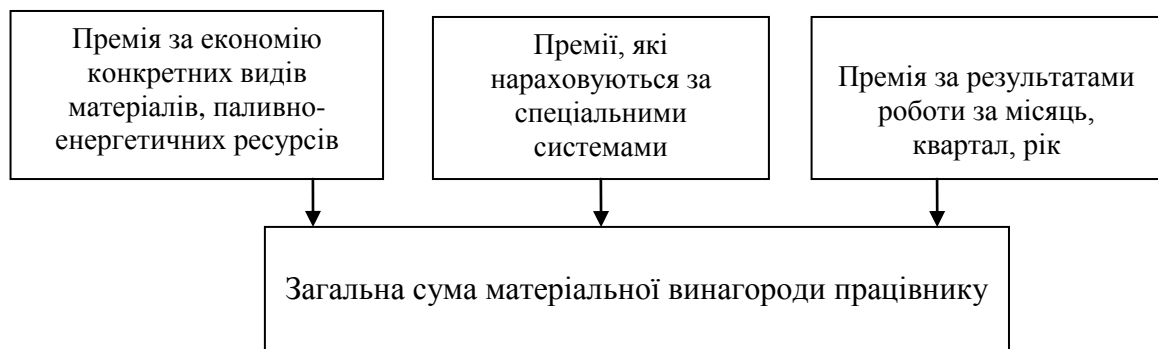 Премія за економію
конкретних видів
матеріалів, паливно-
енергетичних ресурсів
Премії, які
нараховуються за
спеціальними
системами
Премія за результатами
роботи за місяць,
квартал, рік
Загальна сума матеріальної винагороди працівнику